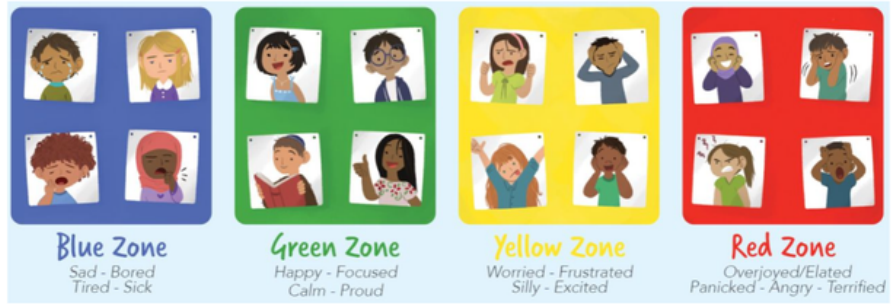 Blue Zone
Sad - Bored
Tired - Sick
Green Zone
Happy - Focused
Calm - Proud
Yellow Zone
Worried - Frustrated
Silly - Excited
Red Zone
Overjoyed/Elated
Panicked - Angry - Terrified